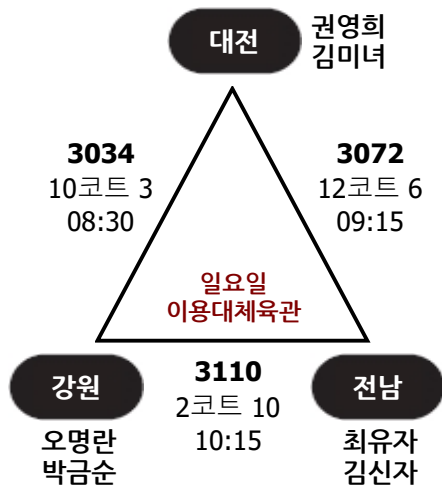 대전
권영희
김미녀
3034
10코트 3
08:30
3072
12코트 6
09:15
일요일
이용대체육관
강원
오명란
박금순
3110
2코트 10
10:15
전남
최유자
김신자